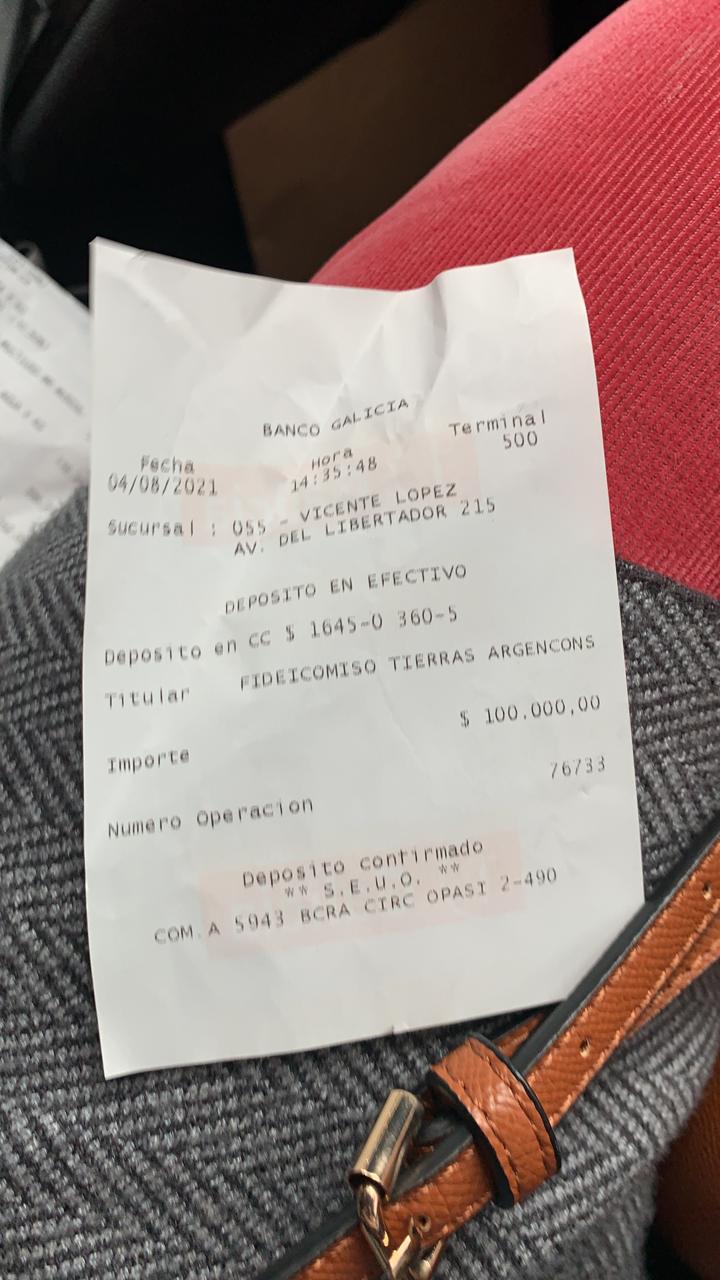 BANCO GALICIA
Fecha Hora Terminal
04/08/2021 14:35:48 500
Sucursal : 055 - VICENTE LOPEZ
AV. DEL LIBERTADOR 215
DEPOSITO EN EFECTIVO
Deposito en CC $ 1645-0 360-5
Titular FIDEICOMISO TIERRAS ARGENCONS
Importe $ 100.000,00
Numero Operacion 76733
Deposito confirmado
** S.E.U.O. **
COM.A 5943 BCRA CIRC OPASI 2-490